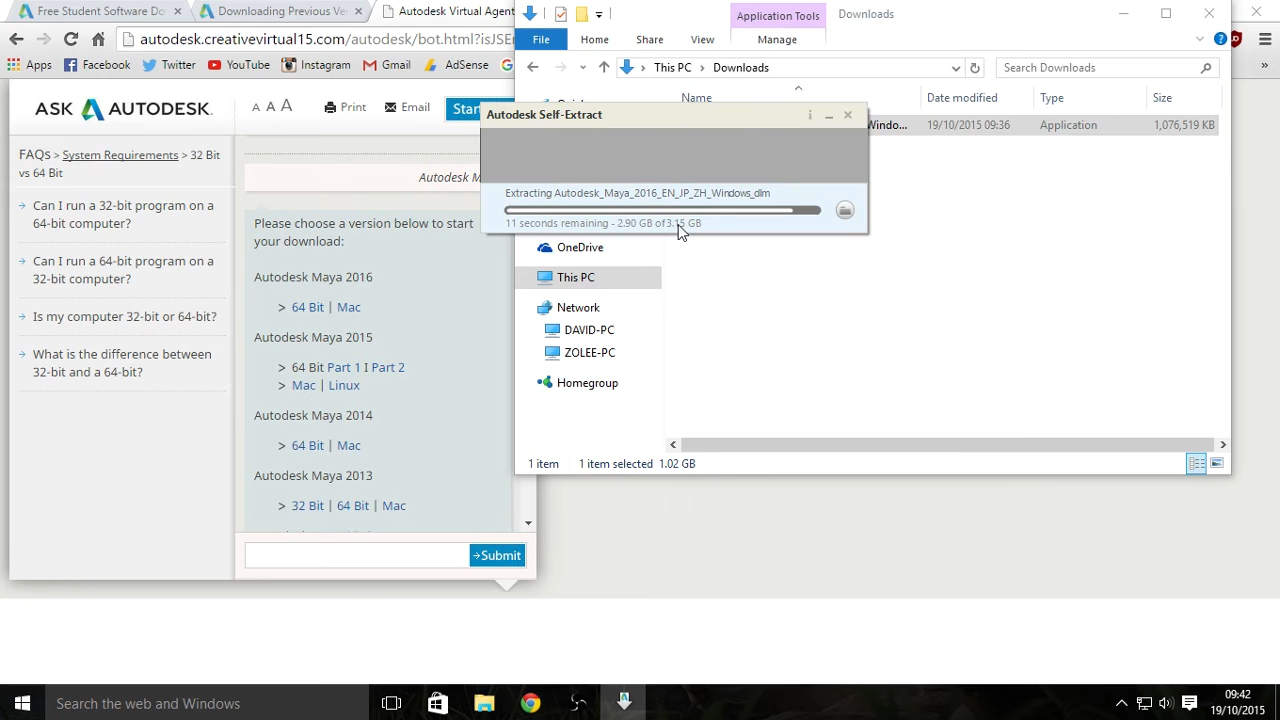 Free Student Software Do
Downloading Previous Ve
Autodesk Virtual Agent
autodesk.creativevirtual15.com/autodesk/bot.html?isJSE
Apps
Facebook
Twitter
YouTube
Instagram
Gmail
AdSense
»
ASK AUTODESK.
A A A
Print
Email
Star
FAQs > System Requirements > 32 Bit
vs 64 Bit
Can I run a 32-bit program on a
64-bit computer?
Can I run a 64-bit program on a
32-bit computer?
Is my computer 32-bit or 64-bit?
What is the difference between
32-bit and a 64-bit?
Autodesk M
Please choose a version below to start
your download:
Autodesk Maya 2016
> 64 Bit | Mac
Autodesk Maya 2015
> 64 Bit Part 1 I Part 2
> Mac | Linux
Autodesk Maya 2014
> 64 Bit | Mac
Autodesk Maya 2013
> 32 Bit | 64 Bit | Mac
Submit
Application Tools
Downloads
File
Home
Share
View
Manage
This PC > Downloads
Search Downloads
Name
Date modified
Type
Size
Windo...
19/10/2015 09:36
Application
1,076,519 KB
Autodesk Self-Extract
Extracting Autodesk_Maya_2016_EN_JP_ZH_Windows_dlm
11 seconds remaining - 2.90 GB of 3.15 GB
OneDrive
This PC
Network
DAVID-PC
ZOLEE-PC
Homegroup
1 item
1 item selected 1.02 GB
Search the web and Windows
09:42
19/10/2015